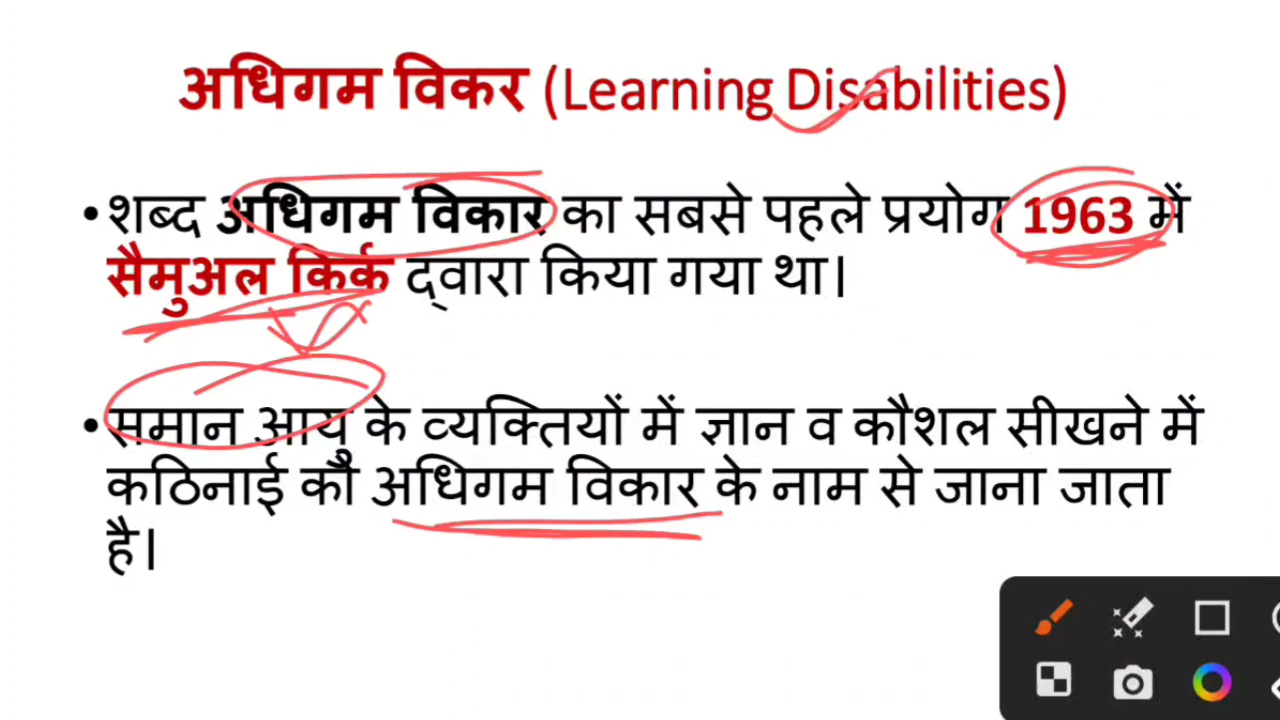 अधिगम विकर (Learning Disabilities)
•शब्द अधिगम विकार का सबसे पहले प्रयोग 1963 में
सैमुअल किर्क द्वारा किया गया था।
•समान आयु के व्यक्तियों में ज्ञान व कौशल सीखने में
कठिनाई कौ अधिगम विकार के नाम से जाना जाता
है।